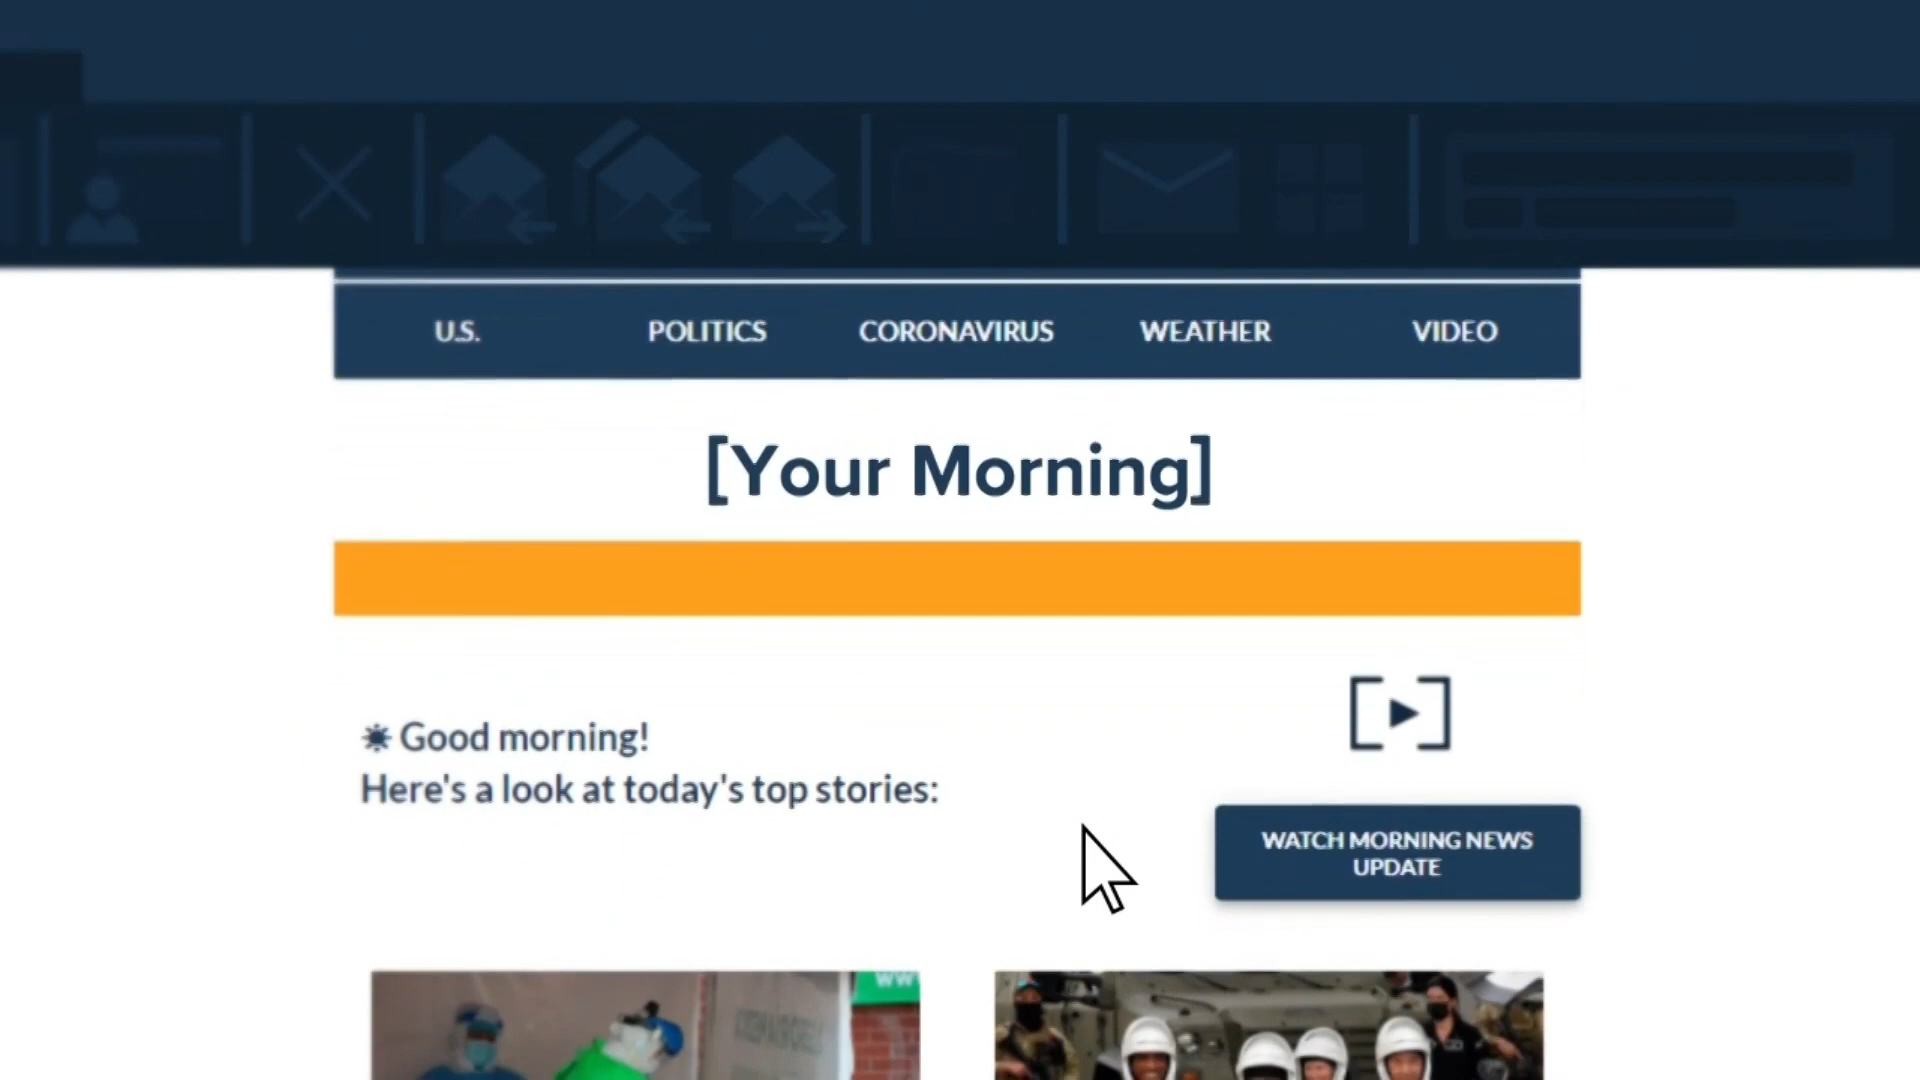 U.S. POLITICS CORONAVIRUS WEATHER VIDEO
[Your Morning]
Good morning!
Here's a look at today's top stories:
WATCH MORNING NEWS
UPDATE